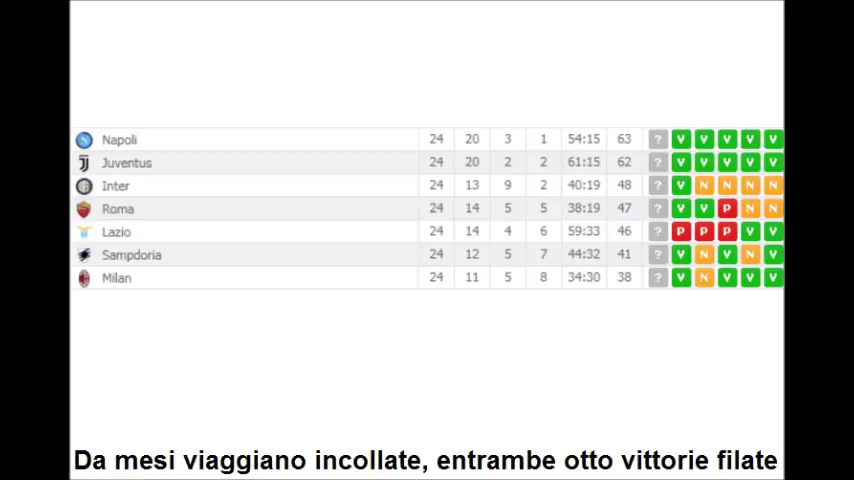 Napoli 24 20 3 1 54:15 63 ? V V V V V
Juventus 24 20 2 2 61:15 62 ? V V V V V
Inter 24 13 9 2 40:19 48 ? V N N N N
Roma 24 14 5 5 38:19 47 ? V V P N N
Lazio 24 14 4 6 59:33 46 ? P P P V V
Sampdoria 24 12 5 7 44:32 41 ? V N V N V
Milan 24 11 5 8 34:30 38 ? V N V V V
Da mesi viaggiano incollate, entrambe otto vittorie filate